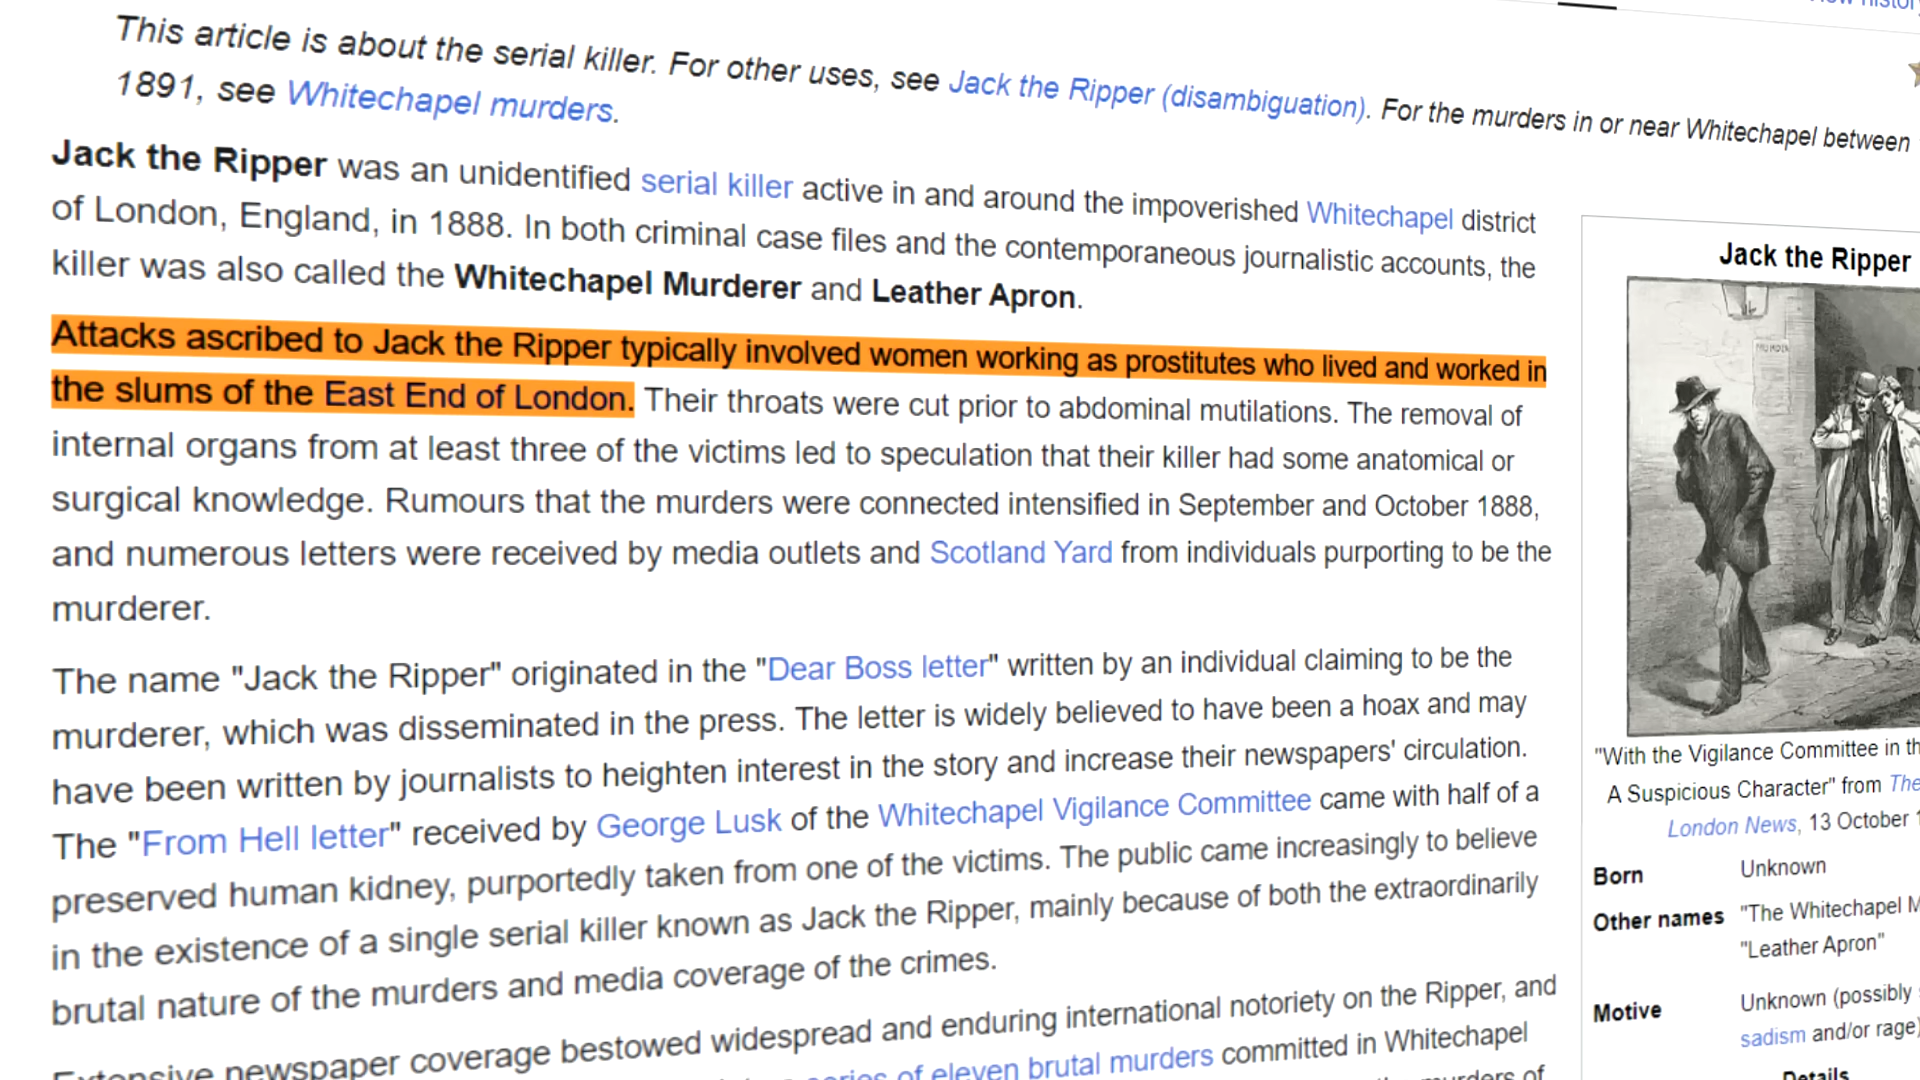 This article is about the serial killer. For other uses, see Jack the Ripper (disambiguation). For the murders in or near Whitechapel between
1891, see Whitechapel murders.
Jack the Ripper was an unidentified serial killer active in and around the impoverished Whitechapel district
of London, England, in 1888. In both criminal case files and the contemporaneous journalistic accounts, the
killer was also called the Whitechapel Murderer and Leather Apron.
Attacks ascribed to Jack the Ripper typically involved women working as prostitutes who lived and worked in
the slums of the East End of London. Their throats were cut prior to abdominal mutilations. The removal of
internal organs from at least three of the victims led to speculation that their killer had some anatomical or
surgical knowledge. Rumours that the murders were connected intensified in September and October 1888,
and numerous letters were received by media outlets and Scotland Yard from individuals purporting to be the
murderer.
The name "Jack the Ripper" originated in the "Dear Boss letter" written by an individual claiming to be the
murderer, which was disseminated in the press. The letter is widely believed to have been a hoax and may
have been written by journalists to heighten interest in the story and increase their newspapers' circulation.
The "From Hell letter" received by George Lusk of the Whitechapel Vigilance Committee came with half of a
preserved human kidney, purportedly taken from one of the victims. The public came increasingly to believe
in the existence of a single serial killer known as Jack the Ripper, mainly because of both the extraordinarily
brutal nature of the murders and media coverage of the crimes.
Extensive newspaper coverage bestowed widespread and enduring international notoriety on the Ripper, and
series of eleven brutal murders committed in Whitechapel
murders of
Jack the Ripper
"With the Vigilance Committee in th
A Suspicious Character" from The
London News, 13 October 1
Born Unknown
Other names "The Whitechapel M
"Leather Apron"
Motive Unknown (possibly
sadism and/or rage)
Details